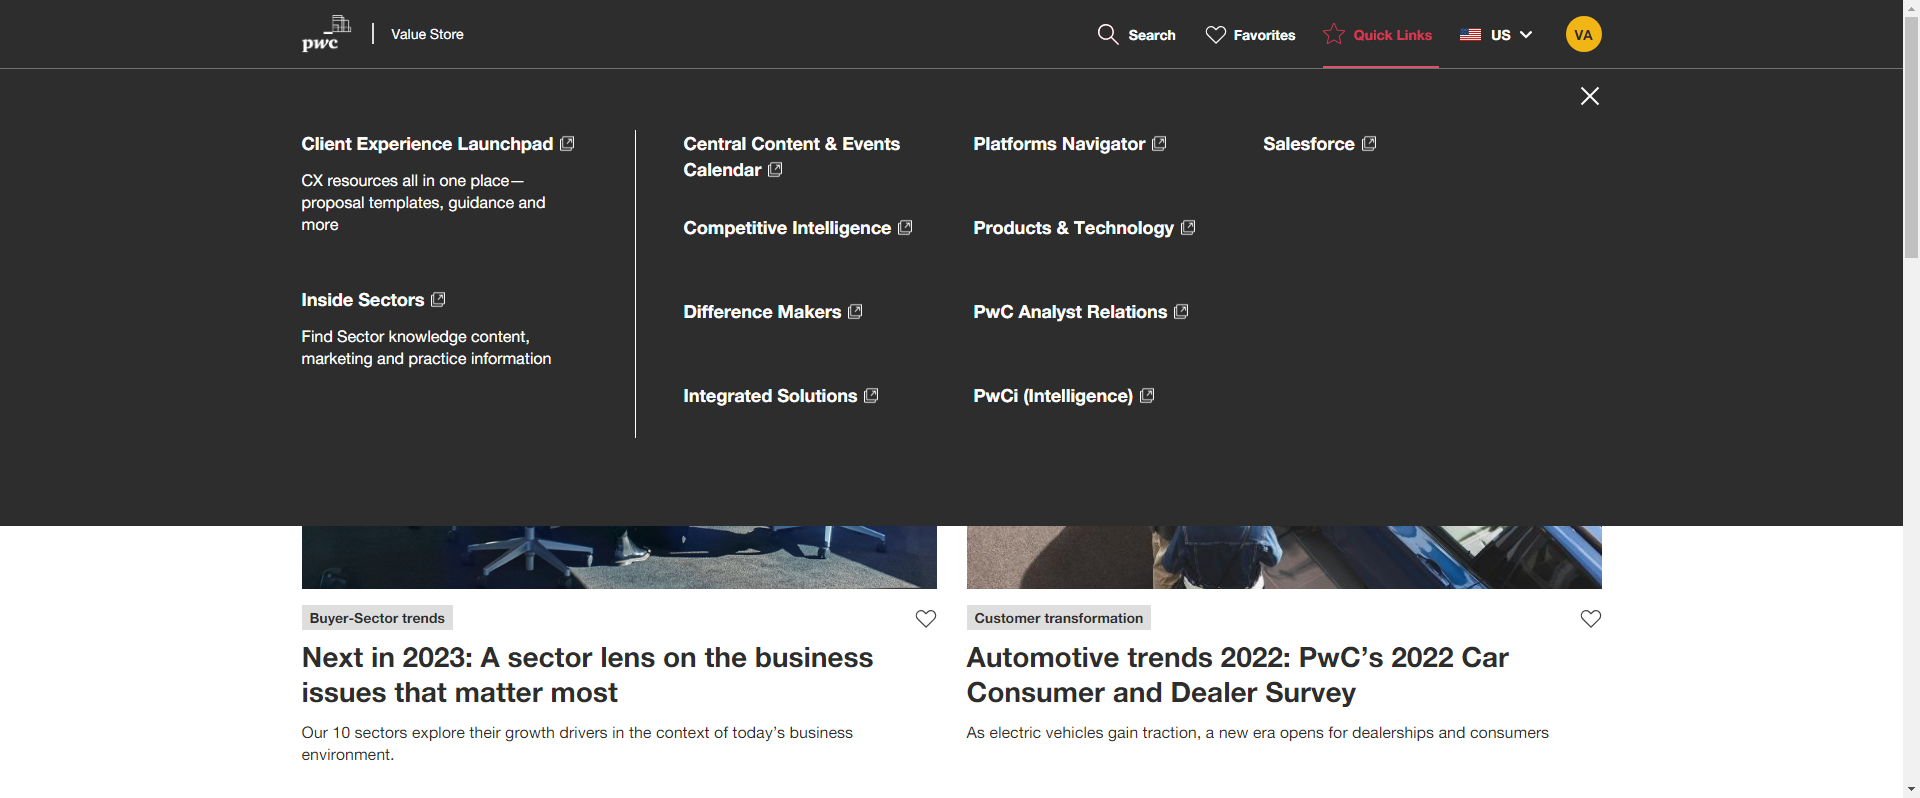 pwc
Value Store
Search
Favorites
Quick Links
US
VA
Client Experience Launchpad
CX resources all in one place—
proposal templates, guidance and
more
Inside Sectors
Find Sector knowledge content,
marketing and practice information
Central Content & Events
Calendar
Competitive Intelligence
Difference Makers
Integrated Solutions
Platforms Navigator
Products & Technology
PwC Analyst Relations
PwCi (Intelligence)
Salesforce
Buyer-Sector trends
Next in 2023: A sector lens on the business
issues that matter most
Our 10 sectors explore their growth drivers in the context of today’s business
environment.
Customer transformation
Automotive trends 2022: PwC’s 2022 Car
Consumer and Dealer Survey
As electric vehicles gain traction, a new era opens for dealerships and consumers